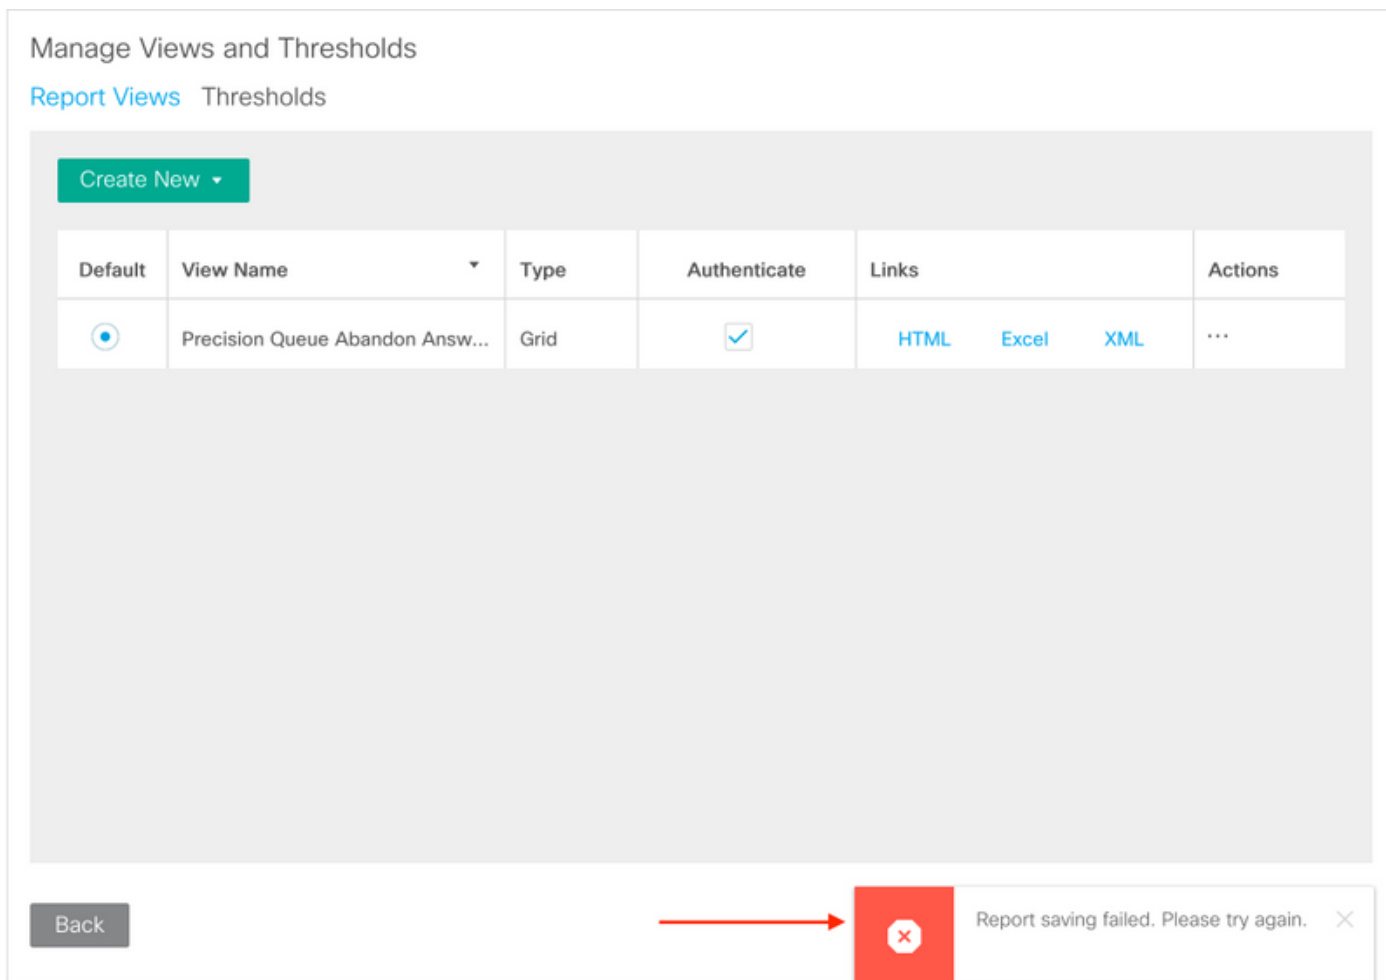 Manage Views and Thresholds
Report Views Thresholds
Create New
Default View Name Type Authenticate Links Actions
Precision Queue Abandon Answ... Grid HTML Excel XML ...
Back
Report saving failed. Please try again.